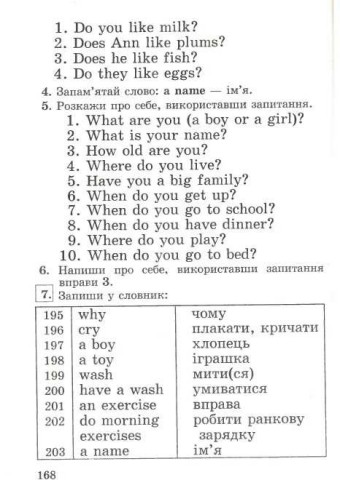 1. Do you like milk?
2. Does Ann like plums?
3. Does he like fish?
4. Do they like eggs?
4. Запам'ятай слово: a name — ім'я.
5. Розкажи про себе, використавши запитання.
1. What are you (a boy or a girl)?
2. What is your name?
3. How old are you?
4. Where do you live?
5. Have you a big family?
6. When do you get up?
7. When do you go to school?
8. When do you have dinner?
9. Where do you play?
10. When do you go to bed?
6. Напиши про себе, використавши запитання
вправи 3.
7. Запиши у словник:
195 why чому
196 cry плакати, кричати
197 a boy хлопець
198 a toy іграшка
199 wash мити(ся)
200 have a wash умиватися
201 an exercise вправа
202 do morning робити ранкову
exercises зарядку
203 a name ім'я
168